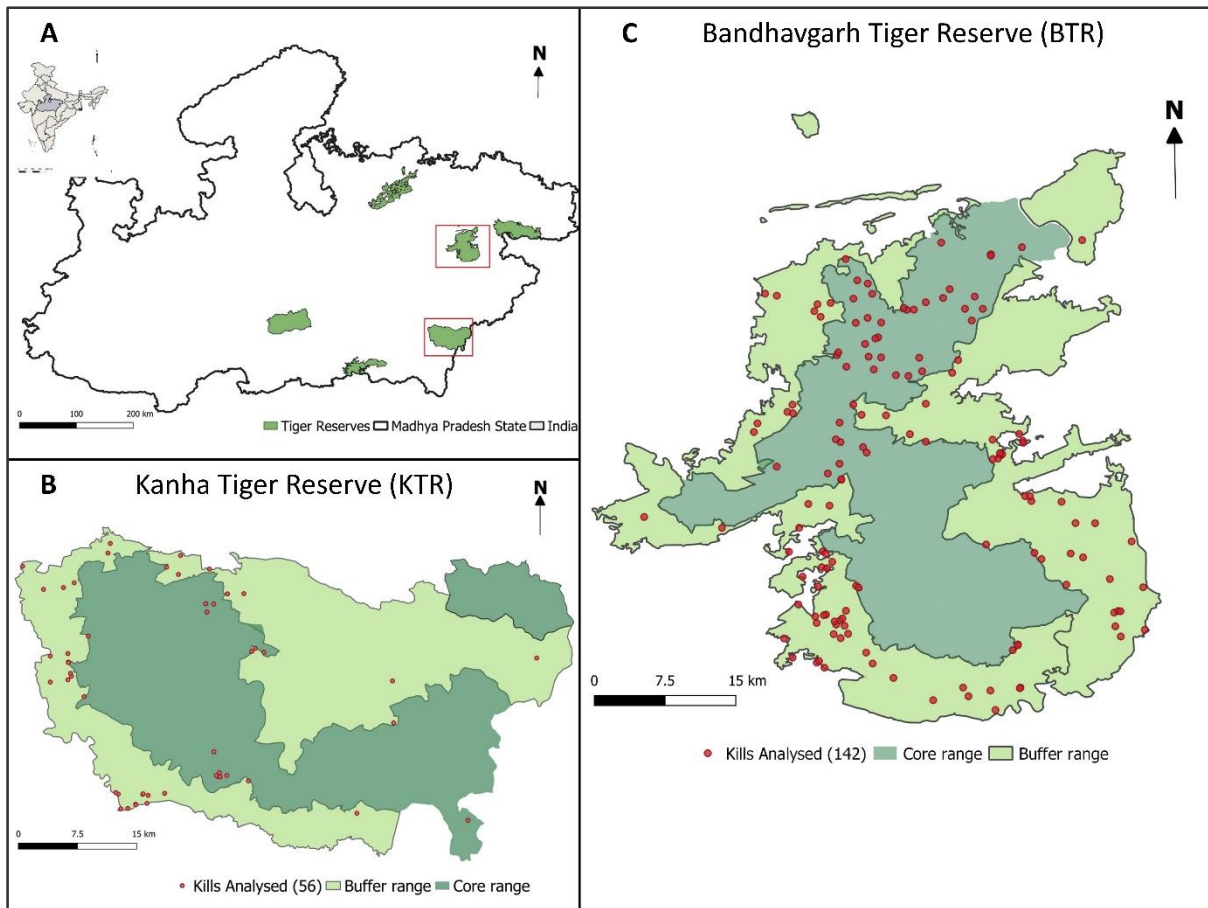 A
N
0 100 200 km
Tiger Reserves Madhya Pradesh State India
B Kanha Tiger Reserve (KTR)
N
0 7.5 15 km
Kills Analysed (56) Buffer range Core range
C Bandhavgarh Tiger Reserve (BTR)
N
0 7.5 15 km
Kills Analysed (142) Core range Buffer range